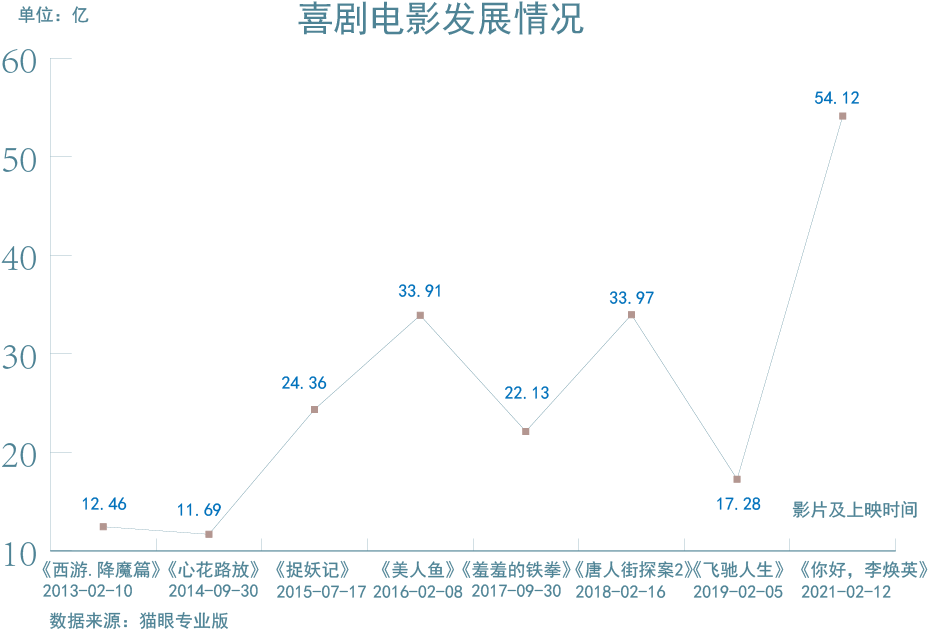 单位：亿
喜剧电影发展情况
60
50
40
30
20
10
54.12
33.91
33.97
24.36
22.13
12.46
11.69
17.28
影片及上映时间
《西游.降魔篇》《心花路放》《捉妖记》《美人鱼》《羞羞的铁拳》《唐人街探案2》《飞驰人生》《你好，李焕英》
2013-02-10 2014-09-30 2015-07-17 2016-02-08 2017-09-30 2018-02-16 2019-02-05 2021-02-12
数据来源：猫眼专业版